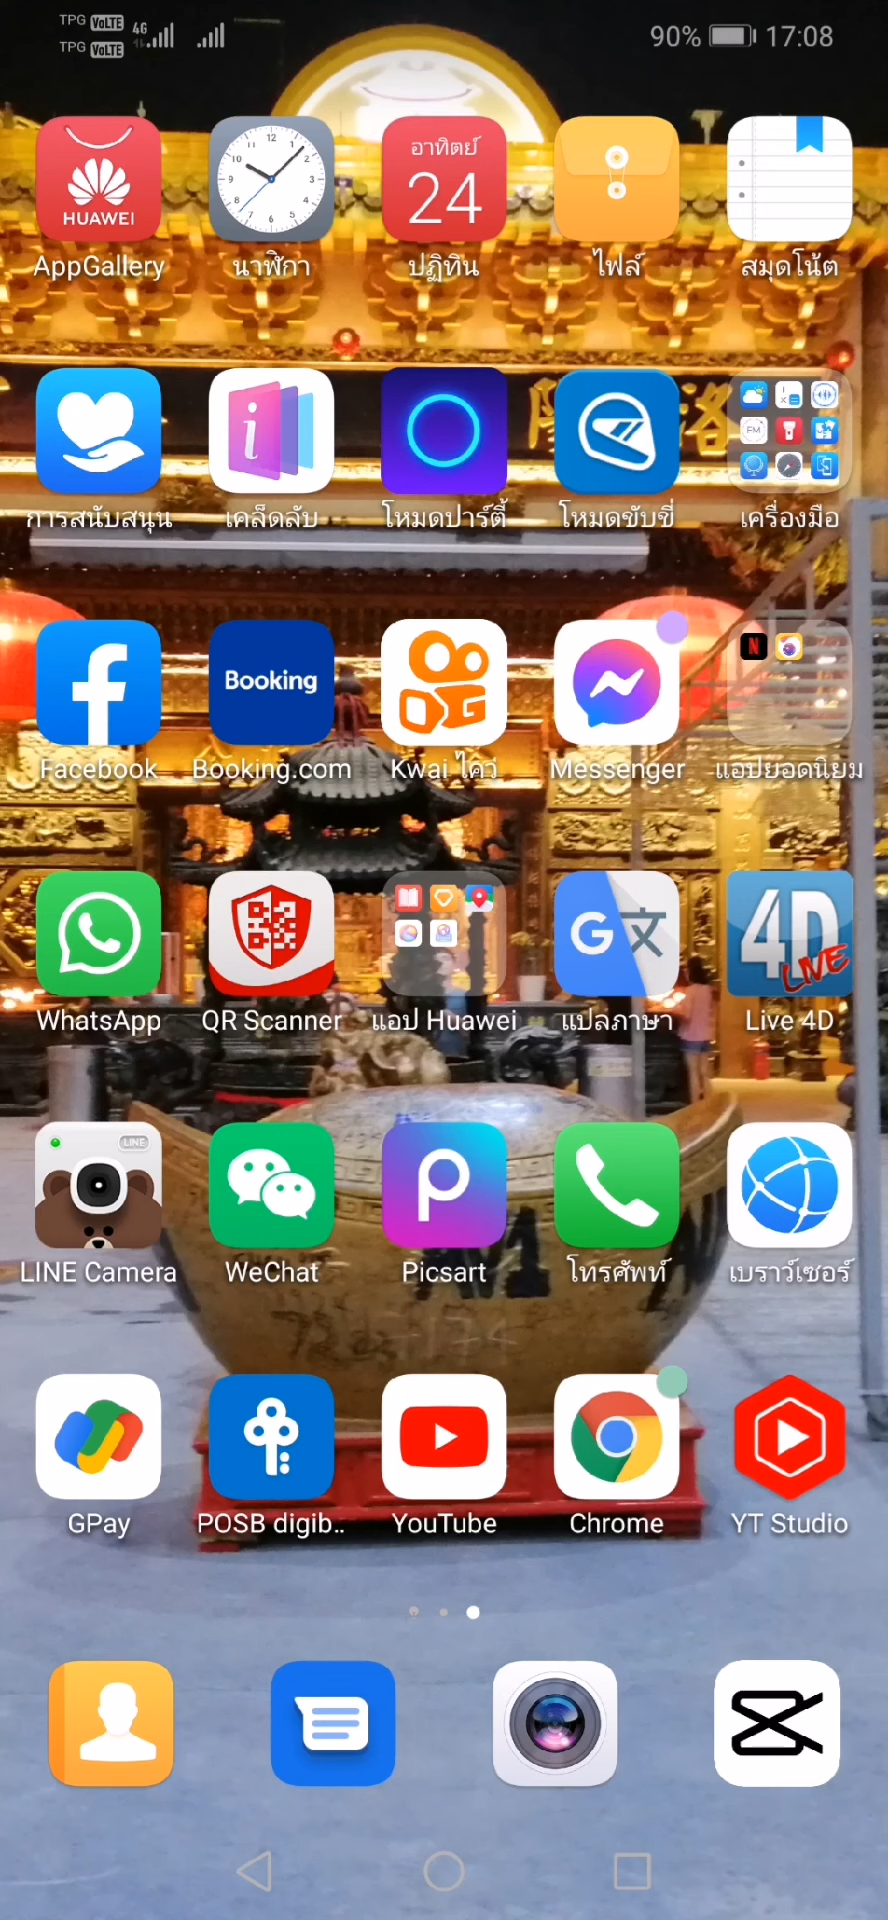 TPG VoLTE 4G
TPG VoLTE
90% 17:08
HUAWEI
อาทิตย์
24
AppGallery นาฬิกา ปฏิทิน ไฟล์ สมุดโน้ต
การสนับสนุน เคล็ดลับ โหมดปาร์ตี้ โหมดขับขี่ เครื่องมือ
Booking
Facebook Booking.com Kwai ไคว่ Messenger แอปยอดนิยม
G文
4D
LIVE
WhatsApp QR Scanner แอป Huawei แปลภาษา Live 4D
LINE
LINE Camera WeChat Picsart โทรศัพท์ เบราว์เซอร์
GPay POSB digib.. YouTube Chrome YT Studio